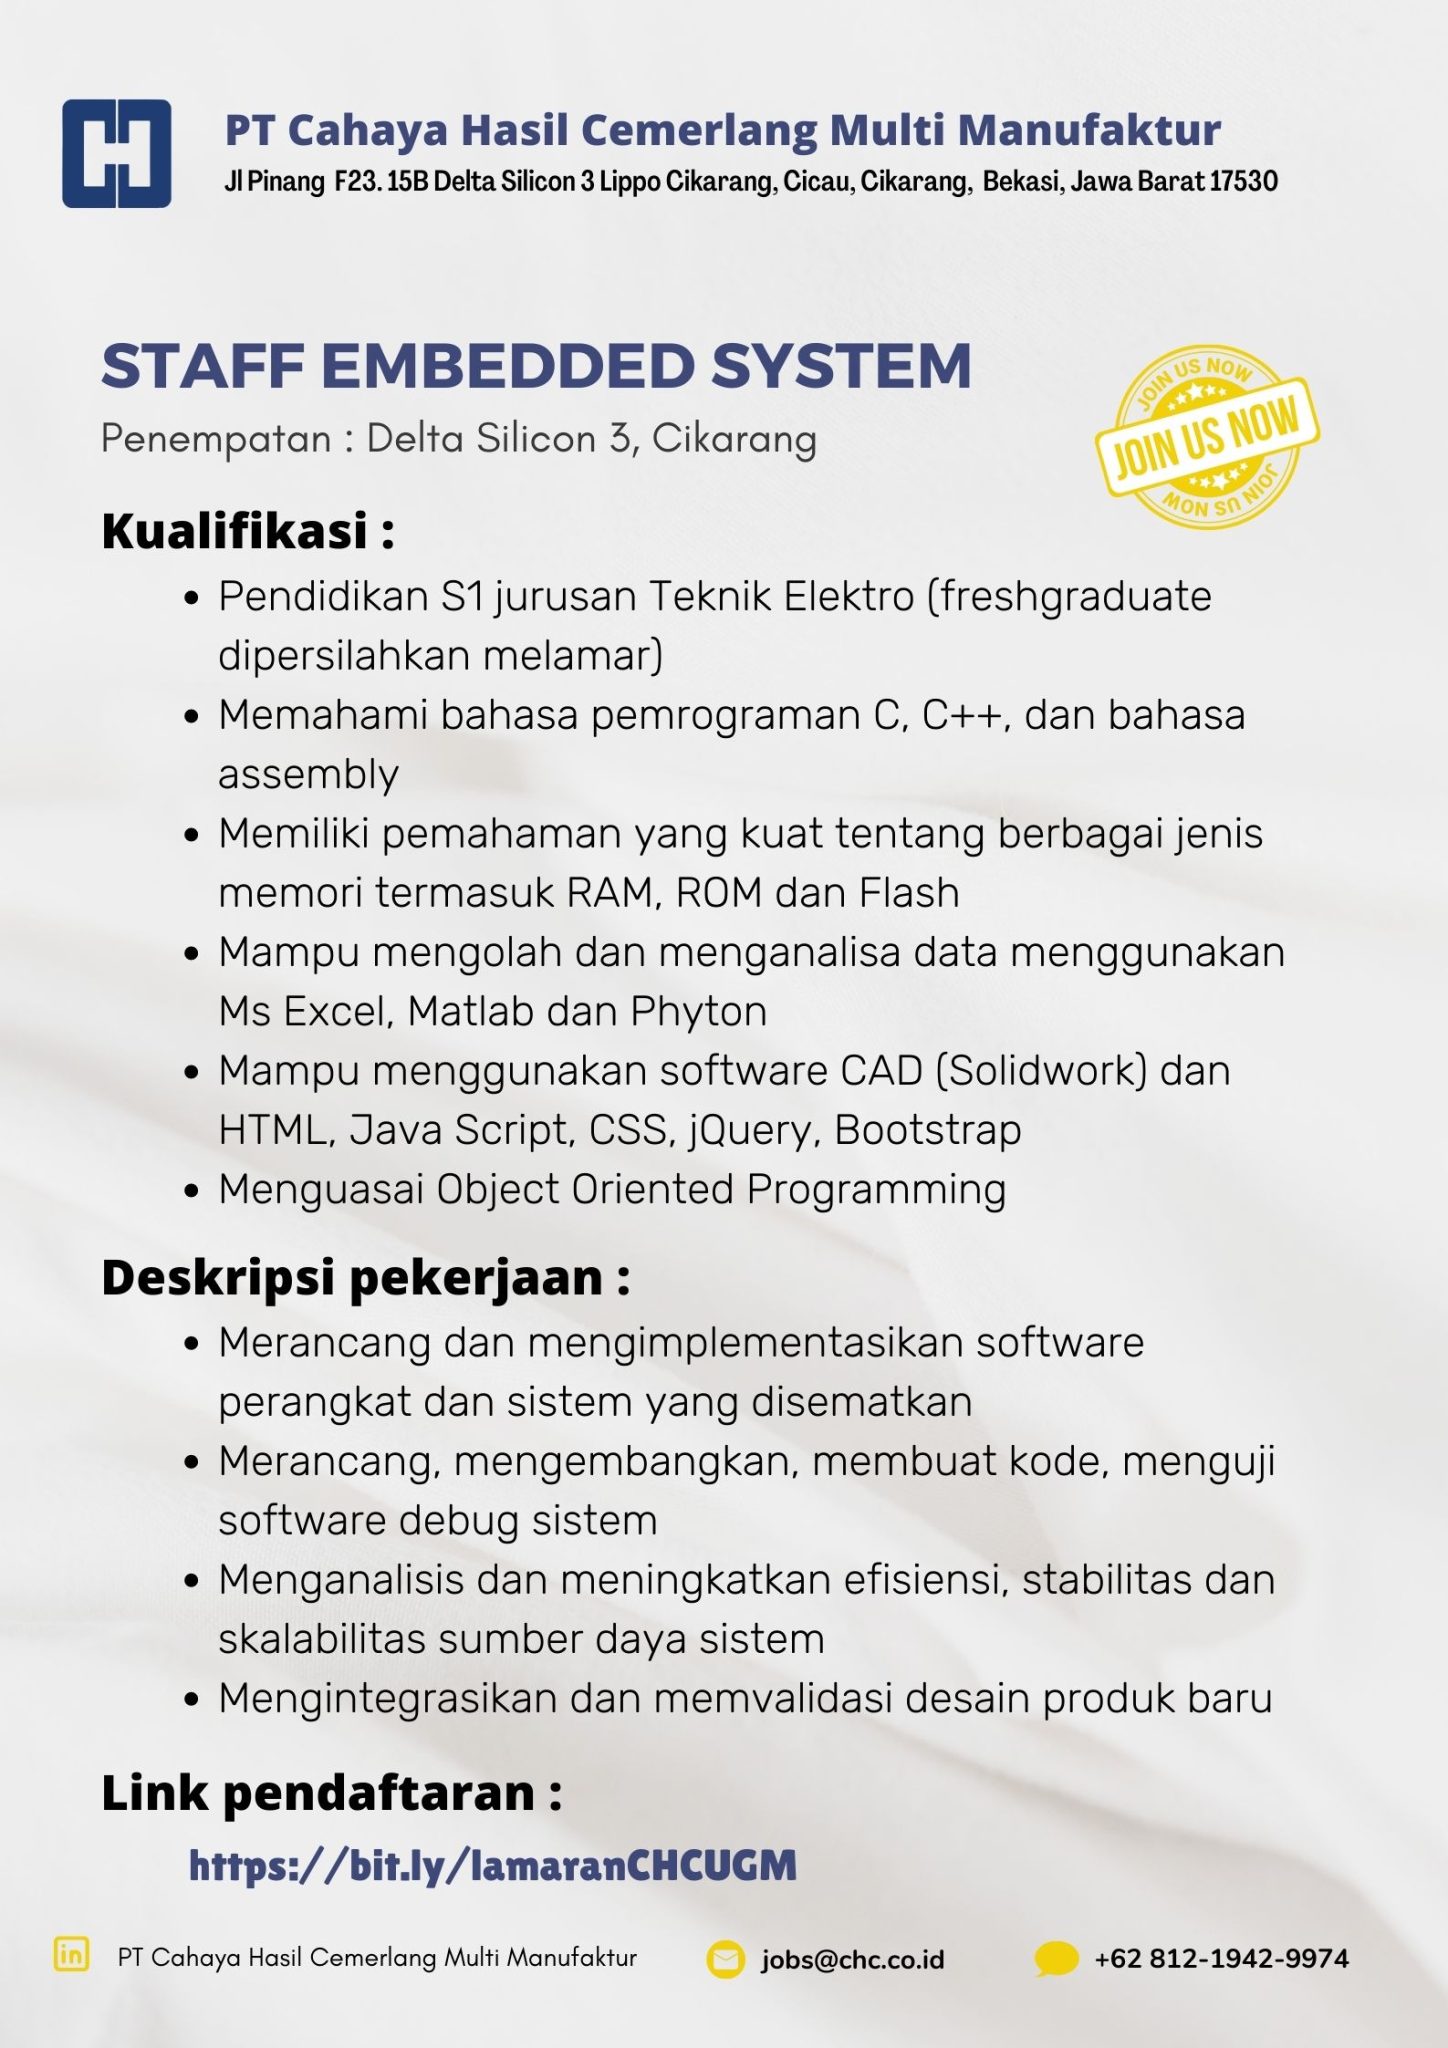 PT Cahaya Hasil Cemerlang Multi Manufaktur
Jl Pinang F23. 15B Delta Silicon 3 Lippo Cikarang, Cicau, Cikarang, Bekasi, Jawa Barat 17530
STAFF EMBEDDED SYSTEM
Penempatan : Delta Silicon 3, Cikarang
JOIN US NOW
JOIN US NOW
JOIN US NOW
Kualifikasi :
• Pendidikan S1 jurusan Teknik Elektro (freshgraduate
dipersilahkan melamar)
• Memahami bahasa pemrograman C, C++, dan bahasa
assembly
• Memiliki pemahaman yang kuat tentang berbagai jenis
memori termasuk RAM, ROM dan Flash
• Mampu mengolah dan menganalisa data menggunakan
Ms Excel, Matlab dan Phyton
• Mampu menggunakan software CAD (Solidwork) dan
HTML, Java Script, CSS, jQuery, Bootstrap
• Menguasai Object Oriented Programming
Deskripsi pekerjaan :
• Merancang dan mengimplementasikan software
perangkat dan sistem yang disematkan
• Merancang, mengembangkan, membuat kode, menguji
software debug sistem
• Menganalisis dan meningkatkan efisiensi, stabilitas dan
skalabilitas sumber daya sistem
• Mengintegrasikan dan memvalidasi desain produk baru
Link pendaftaran :
https://bit.ly/lamaranCHCUGM
in PT Cahaya Hasil Cemerlang Multi Manufaktur
jobs@chc.co.id
+62 812-1942-9974